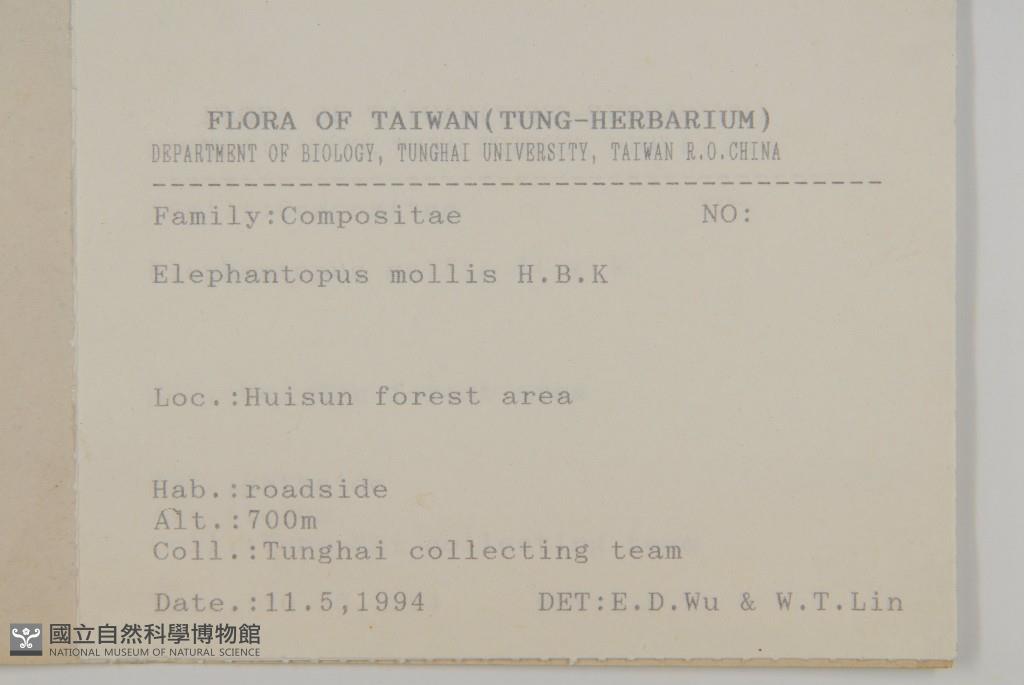 FLORA OF TAIWAN(TUNG-HERBARIUM)
DEPARTMENT OF BIOLOGY, TUNGHAI UNIVERSITY, TAIWAN R.O.CHINA
----------------------------------------
Family:Compositae NO:
Elephantopus mollis H.B.K
Loc.:Huisun forest area
Hab.:roadside
Alt.:700m
Coll.:Tunghai collecting team
Date.:11.5,1994 DET:E.D.Wu & W.T.Lin
國立自然科學博物館
NATIONAL MUSEUM OF NATURAL SCIENCE